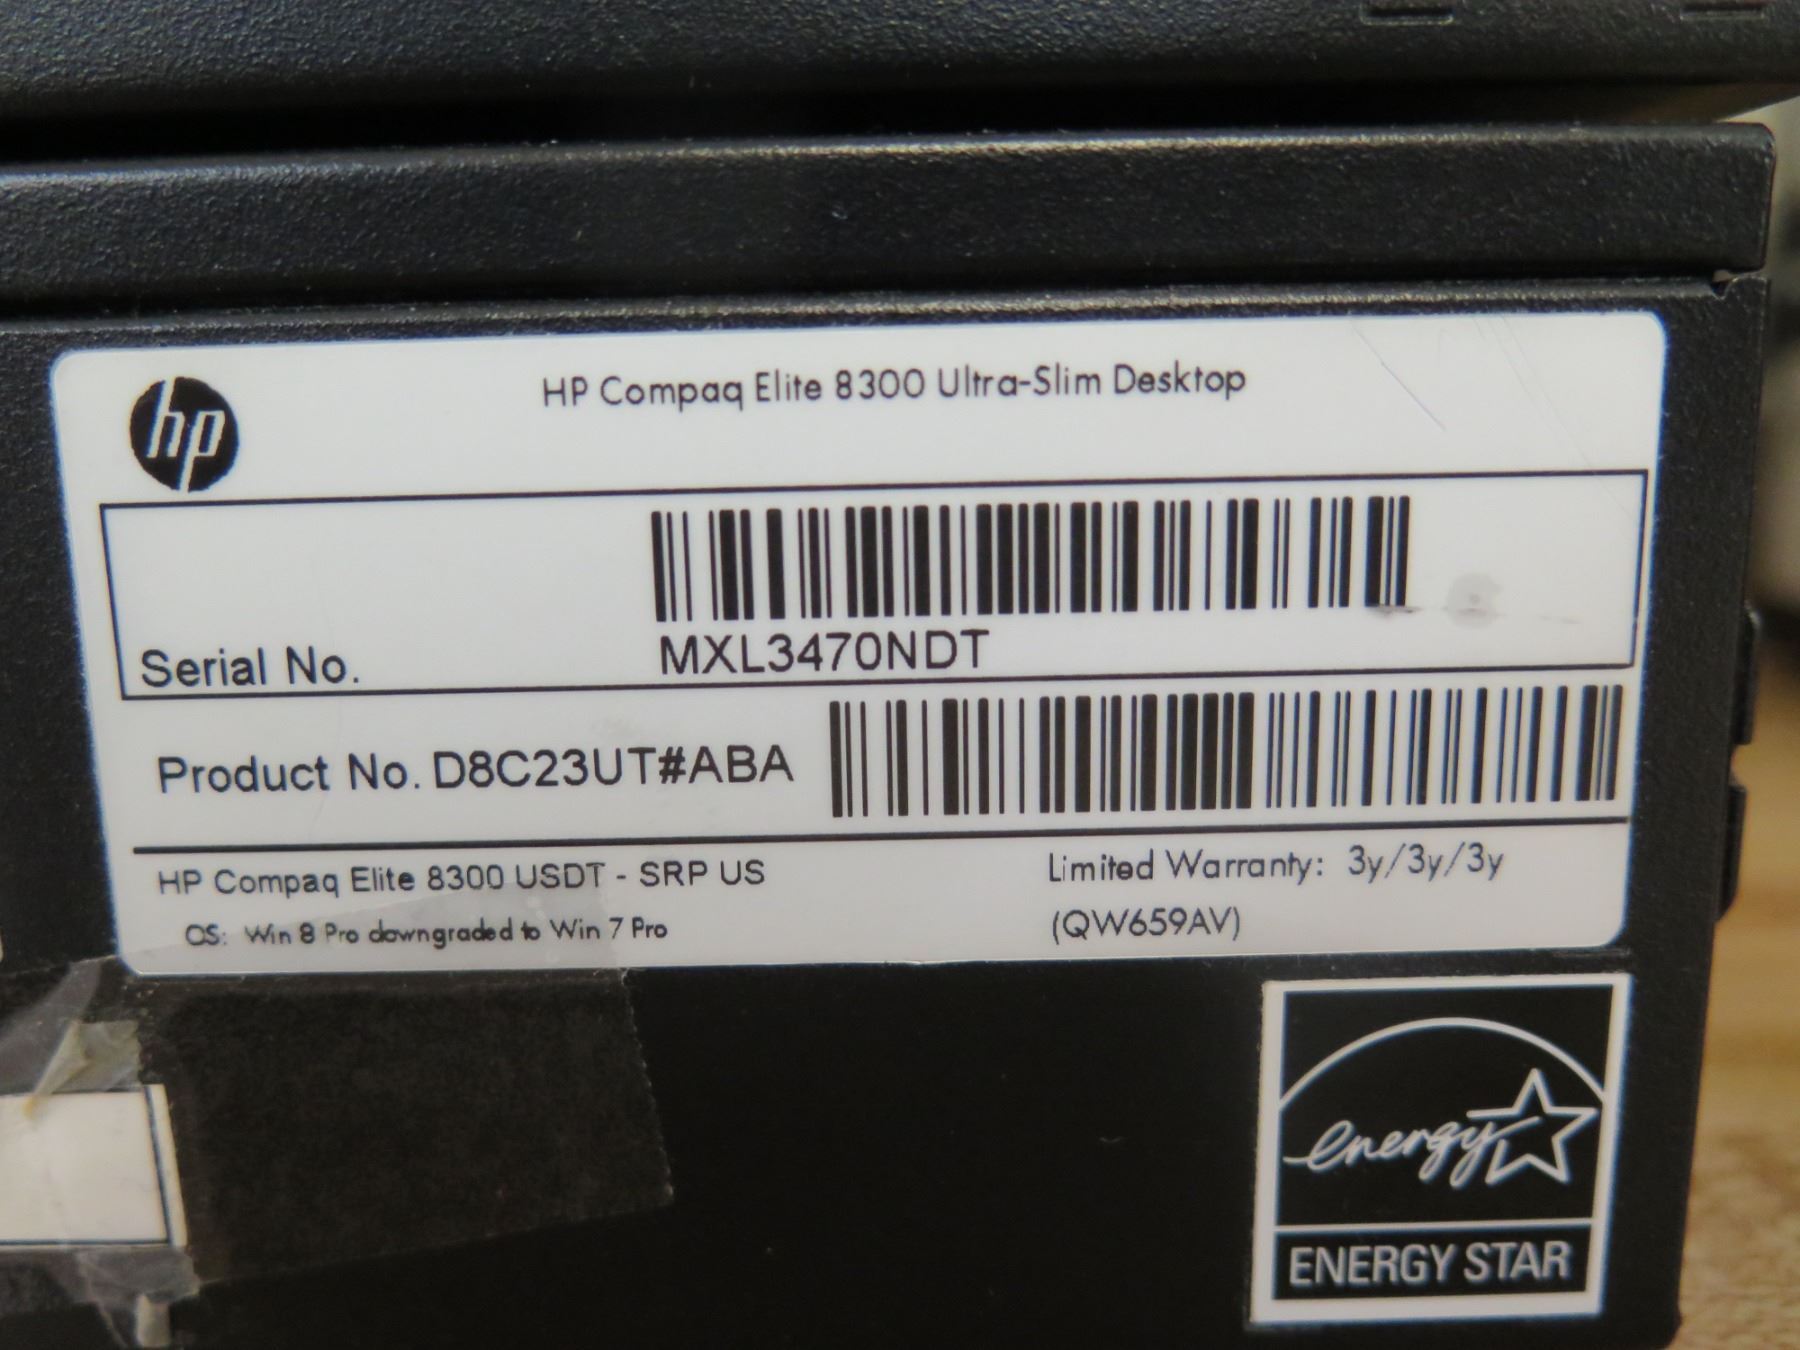 hp
HP Compaq Elite 8300 Ultra-Slim Desktop
Serial No.
MXL3470NDT
Product No. D8C23UT#ABA
HP Compaq Elite 8300 USDT - SRP US
Limited Warranty: 3y/3y/3y
OS: Win 8 Pro downgraded to Win 7 Pro
(QW659AV)
energy
ENERGY STAR